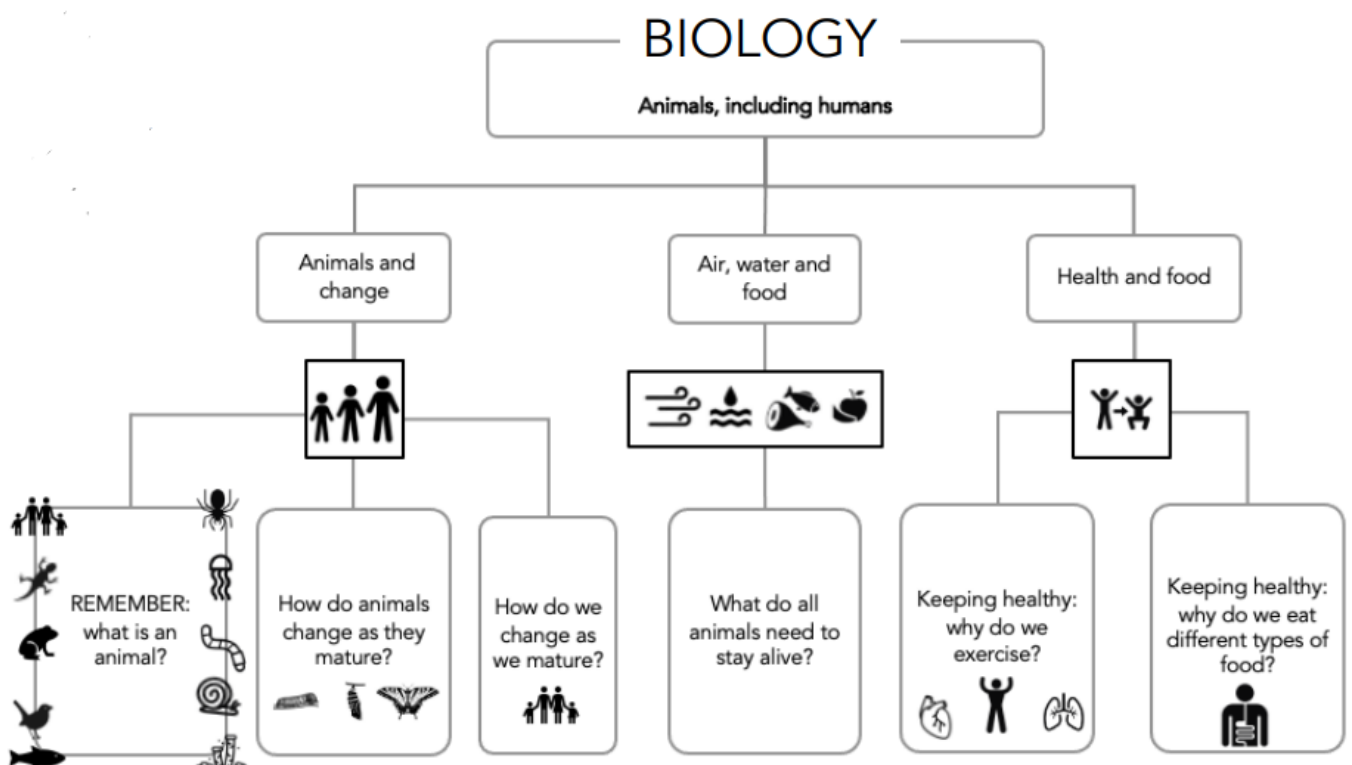 BIOLOGY
Animals, including humans
Animals and
change
Air, water and
food
Health and food
REMEMBER:
what is an
animal?
How do animals
change as they
mature?
How do we
change as
we mature?
What do all
animals need to
stay alive?
Keeping healthy:
why do we
exercise?
Keeping healthy:
why do we eat
different types of
food?